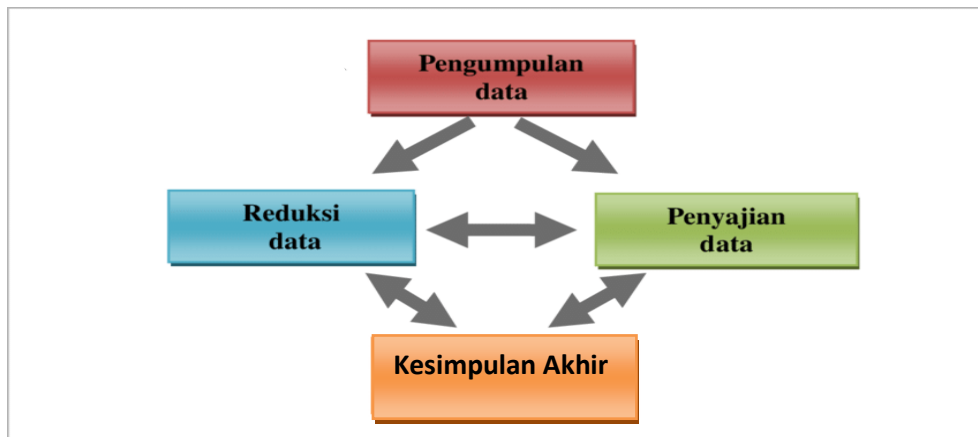 Pengumpulan
data
Reduksi
data
Penyajian
data
Kesimpulan Akhir